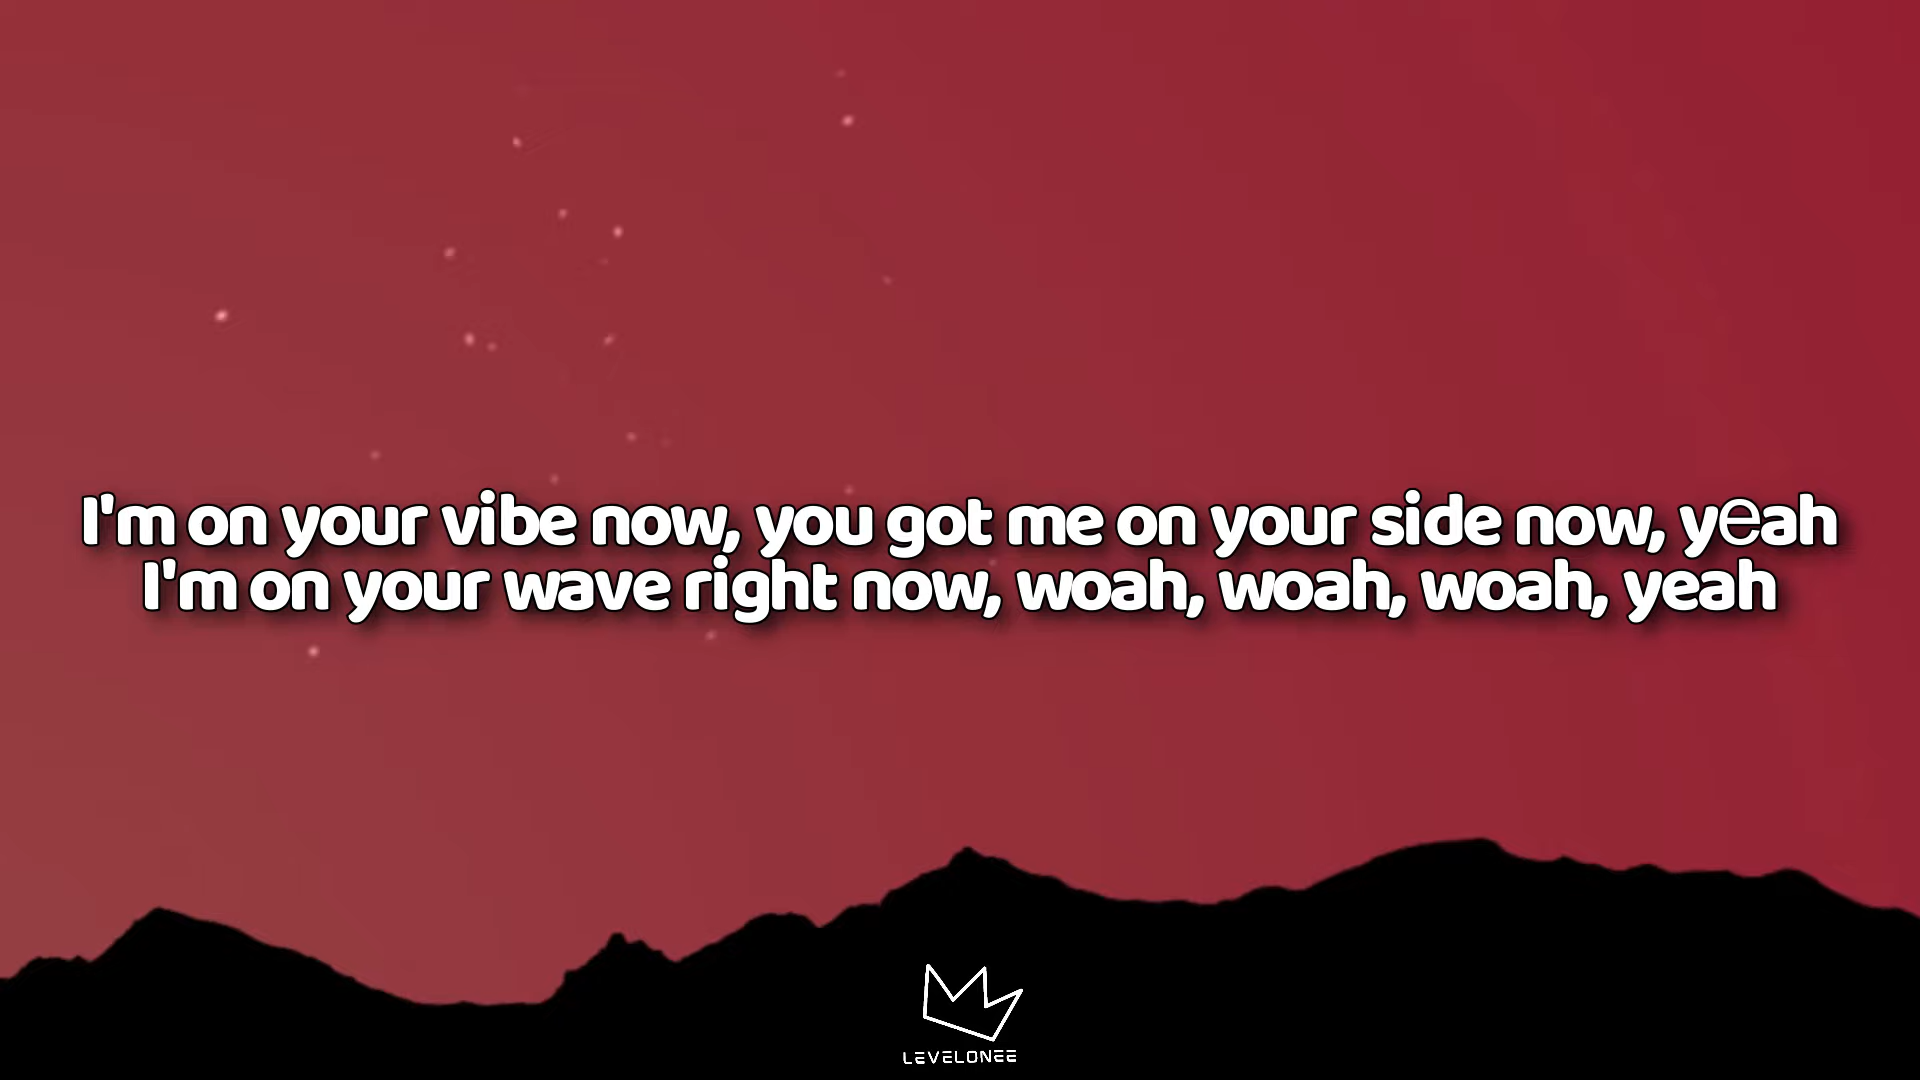 I'm on your vibe now, you got me on your side now, yеah
I'm on your wave right now, woah, woah, woah, yeah
LEVELONEE